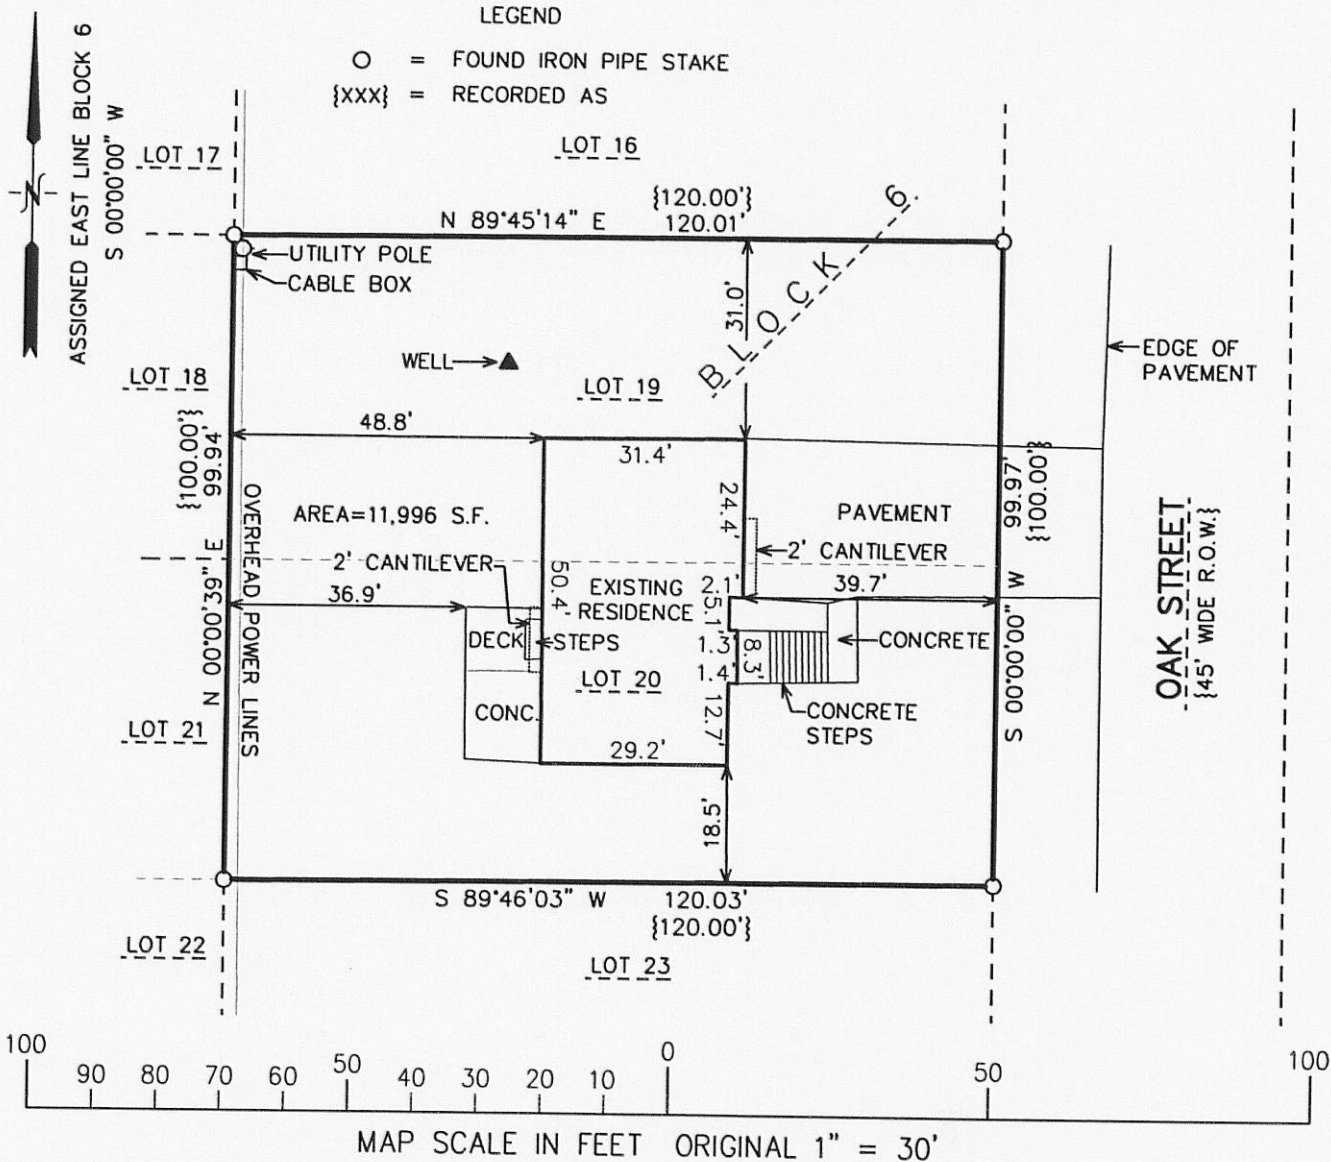 LEGEND
O = FOUND IRON PIPE STAKE
{XXX} = RECORDED AS
ASSIGNED EAST LINE BLOCK 6
S 00°00'00" W
N
LOT 17
LOT 16
{120.00'}
N 89°45'14" E 120.01'
BLOCK 6
UTILITY POLE
CABLE BOX
31.0'
WELL
EDGE OF
PAVEMENT
LOT 18
LOT 19
48.8'
31.4'
{100.00'}
99.94'
N 00°00'39" E
OVERHEAD POWER LINES
AREA=11,996 S.F.
24.4'
PAVEMENT
99.97'
{100.00'}
S 00°00'00" W
2' CANTILEVER
2' CANTILEVER
50.4'
EXISTING
RESIDENCE
2.1'
39.7'
36.9'
5.1'
DECK
STEPS
1.3'
8.3'
CONCRETE
1.4'
LOT 20
OAK STREET
{45' WIDE R.O.W.}
CONC.
12.7'
CONCRETE
STEPS
LOT 21
29.2'
18.5'
S 89°46'03" W 120.03'
{120.00'}
LOT 22
LOT 23
100 90 80 70 60 50 40 30 20 10 0 50 100
MAP SCALE IN FEET ORIGINAL 1" = 30'